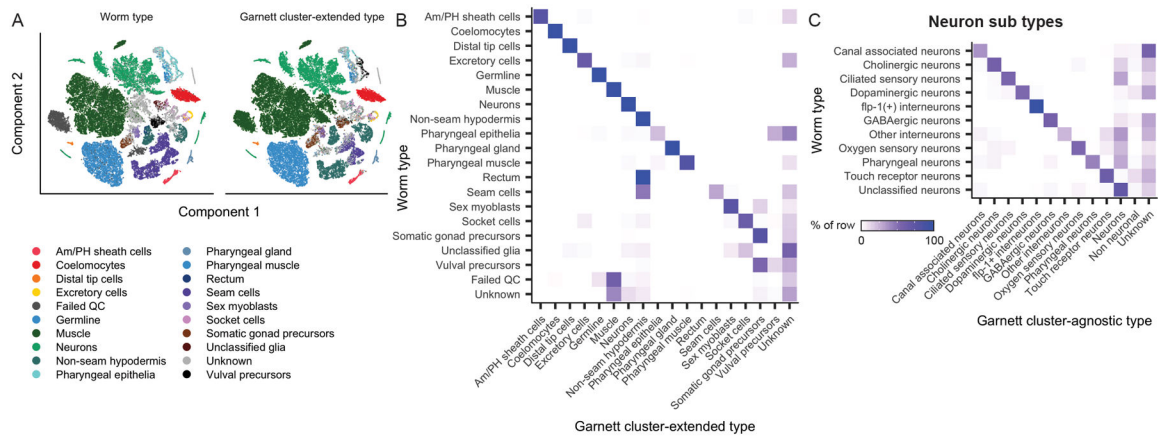 A
Worm type
Garnett cluster-extended type
Component 2
Component 1
Am/PH sheath cells
Coelomocytes
Distal tip cells
Excretory cells
Failed QC
Germline
Muscle
Neurons
Non-seam hypodermis
Pharyngeal epithelia
Pharyngeal gland
Pharyngeal muscle
Rectum
Seam cells
Sex myoblasts
Socket cells
Somatic gonad precursors
Unclassified glia
Unknown
Vulval precursors
B
Worm type
Am/PH sheath cells
Coelomocytes
Distal tip cells
Excretory cells
Germline
Muscle
Neurons
Non-seam hypodermis
Pharyngeal epithelia
Pharyngeal gland
Pharyngeal muscle
Rectum
Seam cells
Sex myoblasts
Socket cells
Somatic gonad precursors
Unclassified glia
Vulval precursors
Failed QC
Unknown
Am/PH sheath cells
Coelomocytes
Distal tip cells
Excretory cells
Germline
Muscle
Neurons
Non-seam hypodermis
Pharyngeal epithelia
Pharyngeal gland
Pharyngeal muscle
Rectum
Seam cells
Sex myoblasts
Socket cells
Somatic gonad precursors
Vulval precursors
Unknown
Garnett cluster-extended type
C
Neuron sub types
Worm type
Canal associated neurons
Cholinergic neurons
Ciliated sensory neurons
Dopaminergic neurons
flp-1(+) interneurons
GABAergic neurons
Other interneurons
Oxygen sensory neurons
Pharyngeal neurons
Touch receptor neurons
Unclassified neurons
% of row
0
100
Canal associated neurons
Cholinergic neurons
Ciliated sensory neurons
Dopaminergic neurons
flp-1(+) interneurons
GABAergic neurons
Other interneurons
Oxygen sensory neurons
Pharyngeal neurons
Touch receptor neurons
Neurons
Non neuronal
Unknown
Garnett cluster-agnostic type